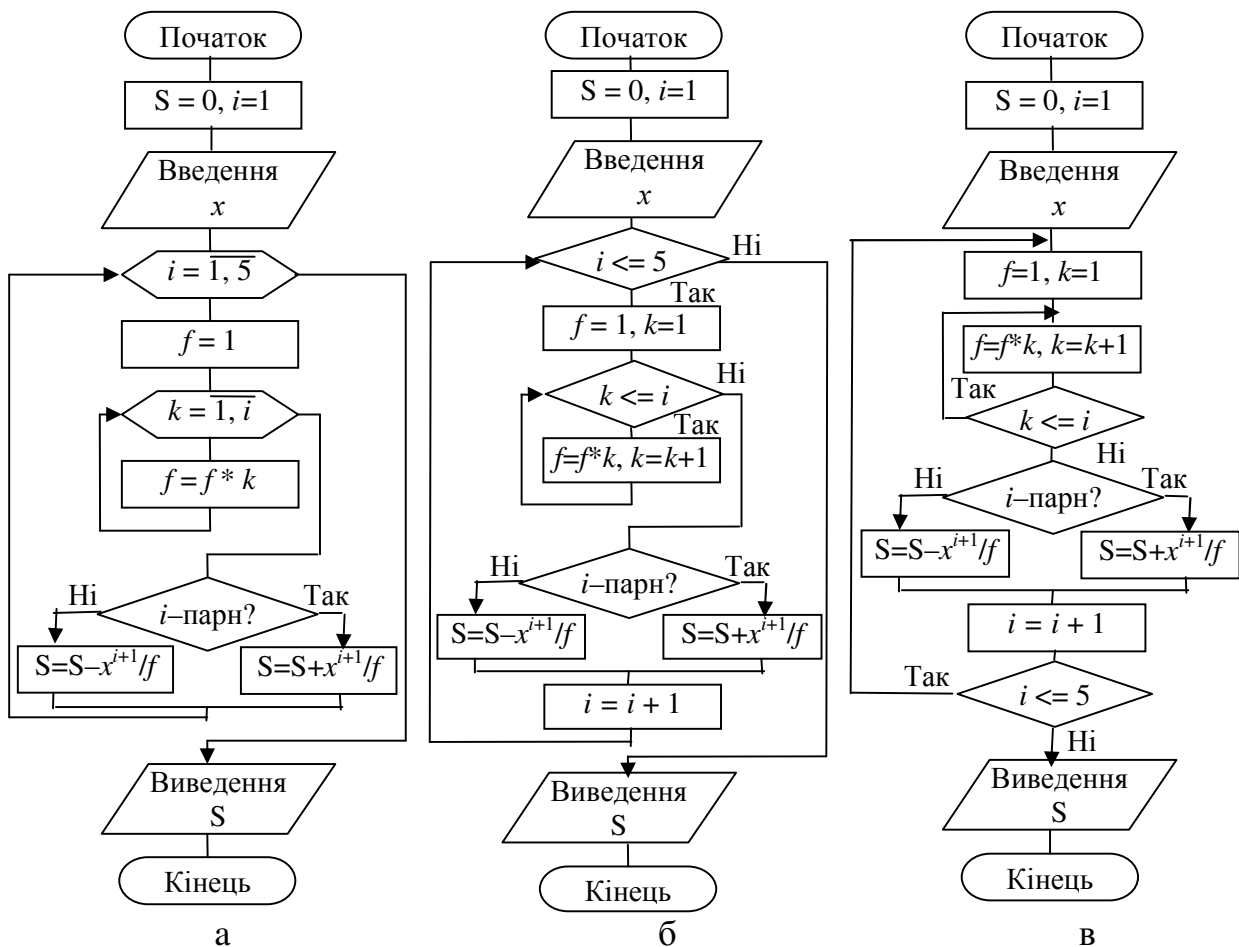 Початок
S = 0, i=1
Введення
x
i = 1, 5
f = 1
k = 1, i
f = f * k
i–парн?
Ні
Так
S=S–x^{i+1}/f
S=S+x^{i+1}/f
Виведення
S
Кінець
а
Початок
S = 0, i=1
Введення
x
i <= 5
Ні
Так
f = 1, k=1
k <= i
Ні
Так
f=f*k, k=k+1
i–парн?
Ні
Так
S=S–x^{i+1}/f
S=S+x^{i+1}/f
i = i + 1
Виведення
S
Кінець
б
Початок
S = 0, i=1
Введення
x
f=1, k=1
f=f*k, k=k+1
Так
k <= i
Ні
i–парн?
Ні
Так
S=S–x^{i+1}/f
S=S+x^{i+1}/f
i = i + 1
Так
i <= 5
Ні
Виведення
S
Кінець
в